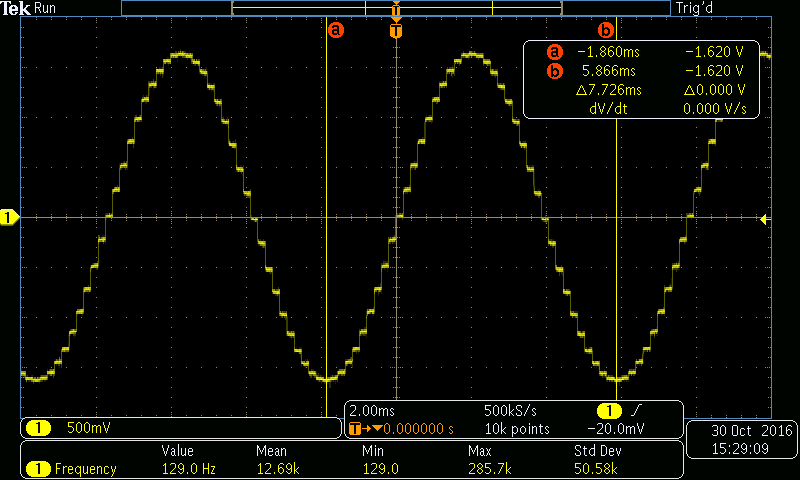 Tek Run Trig'd
a T b
T
a -1.860ms -1.620 V
b 5.866ms -1.620 V
Δ7.726ms Δ0.000 V
dV/dt 0.000 V/s
1
1 500mV
2.00ms 500kS/s 1
T→▼0.000000 s 10k points -20.0mV
30 Oct 2016
15:29:09
Value Mean Min Max Std Dev
1 Frequency 129.0 Hz 12.69k 129.0 285.7k 50.58k